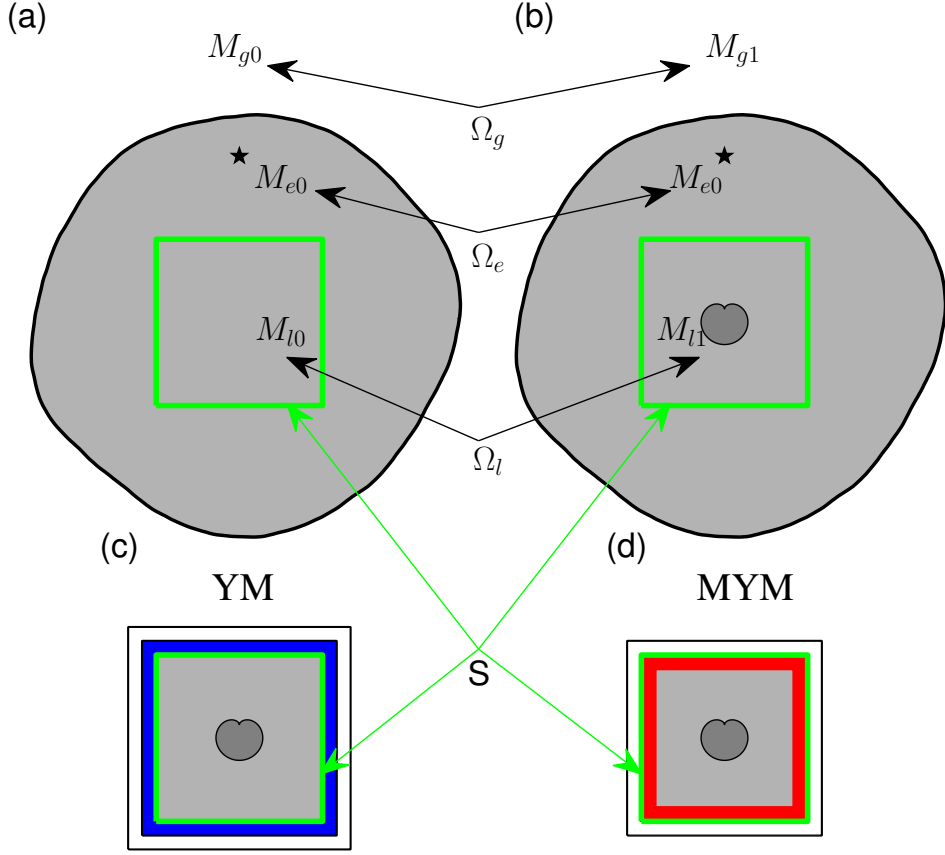 (a)
(b)
M_{g0}
M_{g1}
Ω_g
M_{e0}
M_{e0}
Ω_e
M_{l0}
M_{l1}
Ω_l
(c)
(d)
YM
MYM
S